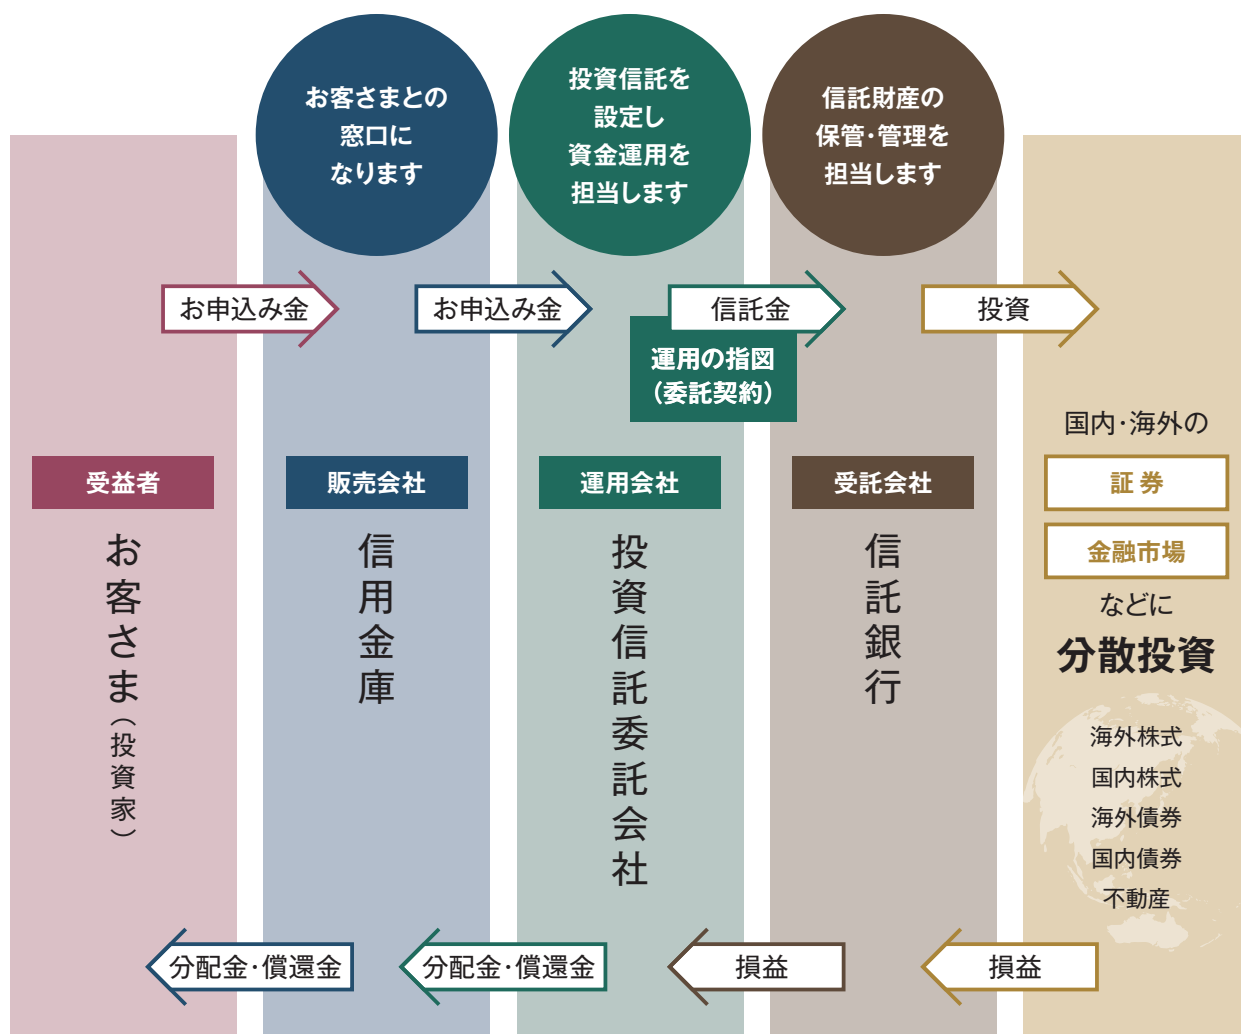 お客さまとの
窓口に
なります
投資信託を
設定し
資金運用を
担当します
信託財産の
保管・管理を
担当します
お申込み金
お申込み金
信託金
投資
運用の指図
（委託契約）
受益者
お客さま（投資家）
販売会社
信用金庫
運用会社
投資信託委託会社
受託会社
信託銀行
国内・海外の
証券
金融市場
などに
分散投資
海外株式
国内株式
海外債券
国内債券
不動産
分配金・償還金
分配金・償還金
損益
損益